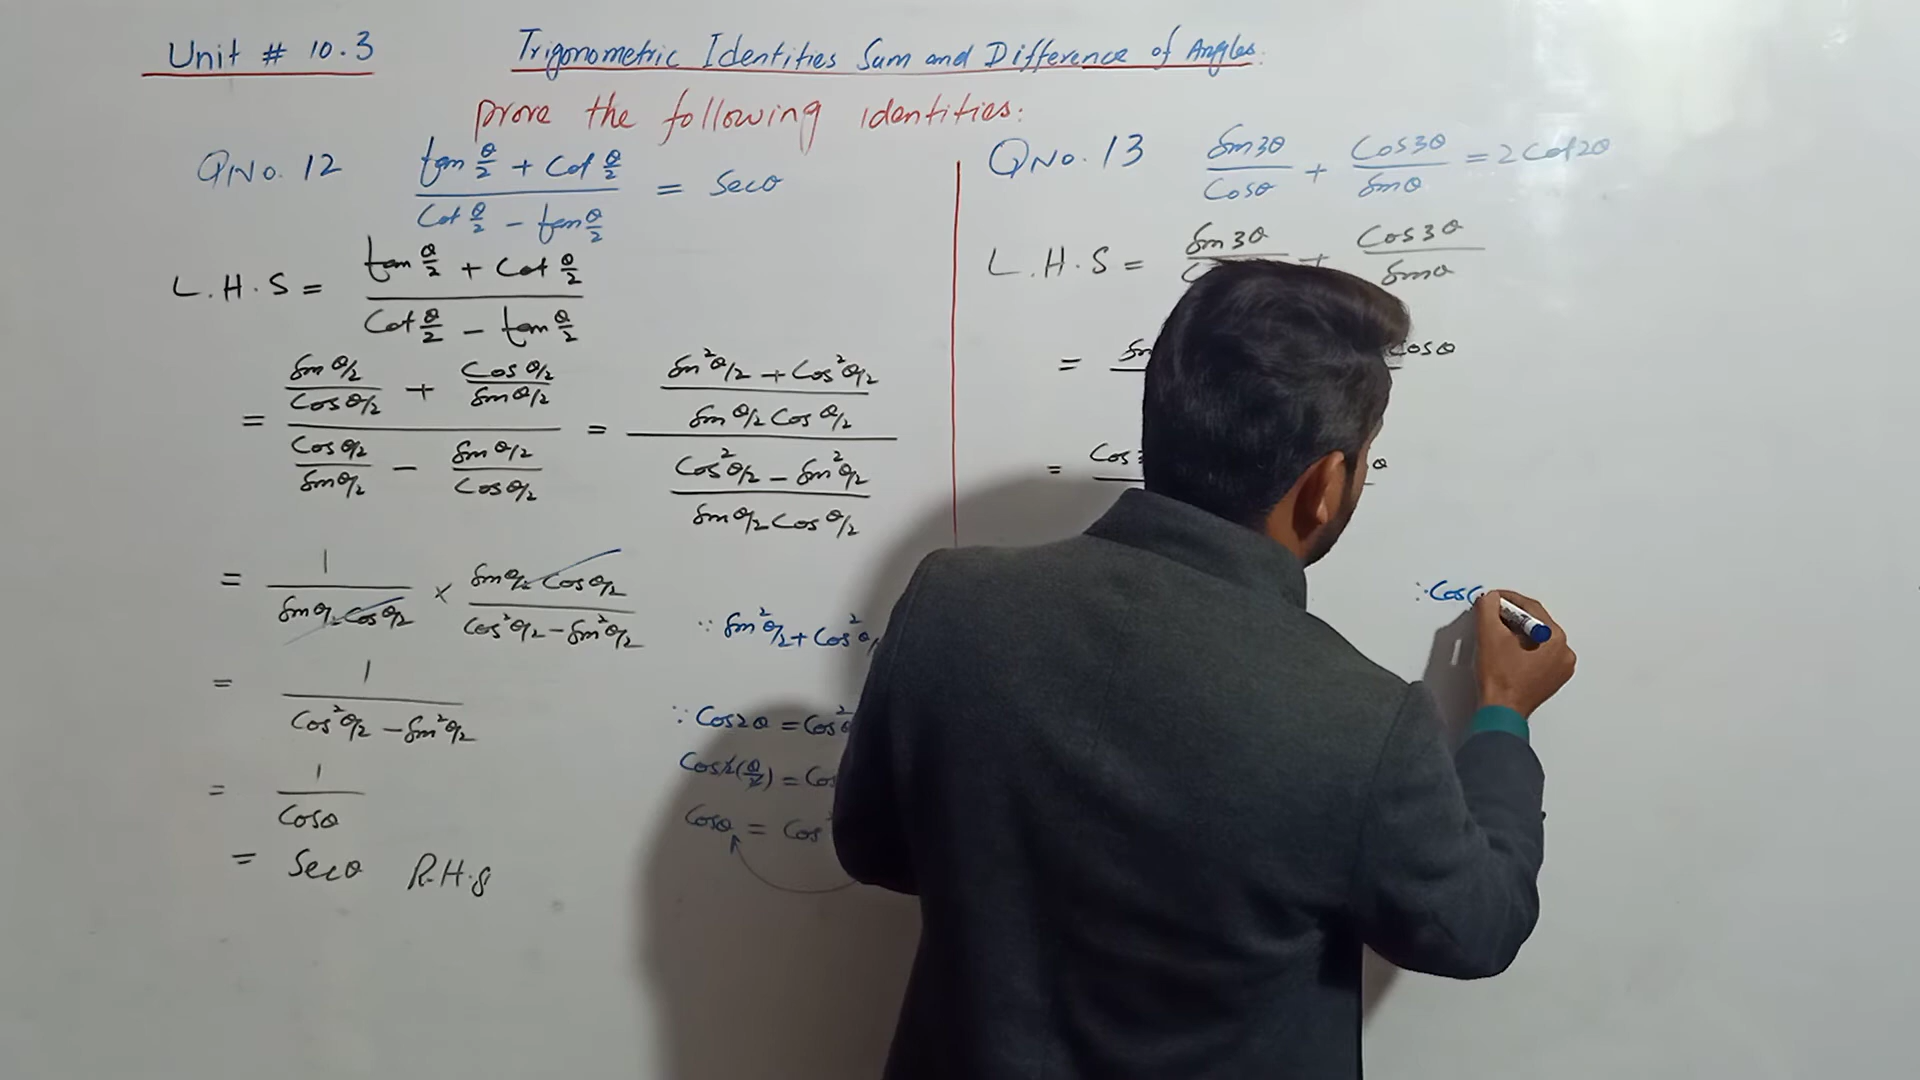 Unit # 10.3 Trigonometric Identities Sum and Difference of Angles.
prove the following identities:
QNo. 12 (tan θ/2 + Cot θ/2) / (Cot θ/2 - tan θ/2) = Secθ
L.H.S = (tan θ/2 + Cot θ/2) / (Cot θ/2 - tan θ/2)
= (Sin θ/2 / Cos θ/2 + Cos θ/2 / Sin θ/2) / (Cos θ/2 / Sin θ/2 - Sin θ/2 / Cos θ/2) = ((Sin²θ/2 + Cos²θ/2) / (Sin θ/2 Cos θ/2)) / ((Cos²θ/2 - Sin²θ/2) / (Sin θ/2 Cos θ/2))
= 1 / (Sin θ/2 Cos θ/2) × (Sin θ/2 Cos θ/2) / (Cos²θ/2 - Sin²θ/2) ∵ Sin²θ/2 + Cos²θ/
= 1 / (Cos²θ/2 - Sin²θ/2)
∵ Cos2θ = Cos²θ
Cos2(θ/2) = Cos
= 1 / Cosθ
Cosθ = Cos²
= Secθ R.H.S
QNo. 13 Sin3θ / Cosθ + Cos3θ / Sinθ = 2Cot2θ
L.H.S = Sin3θ / C + Cos3θ / Sinθ
= Sin Cosθ
= Cos3 θ
∵ Cos(